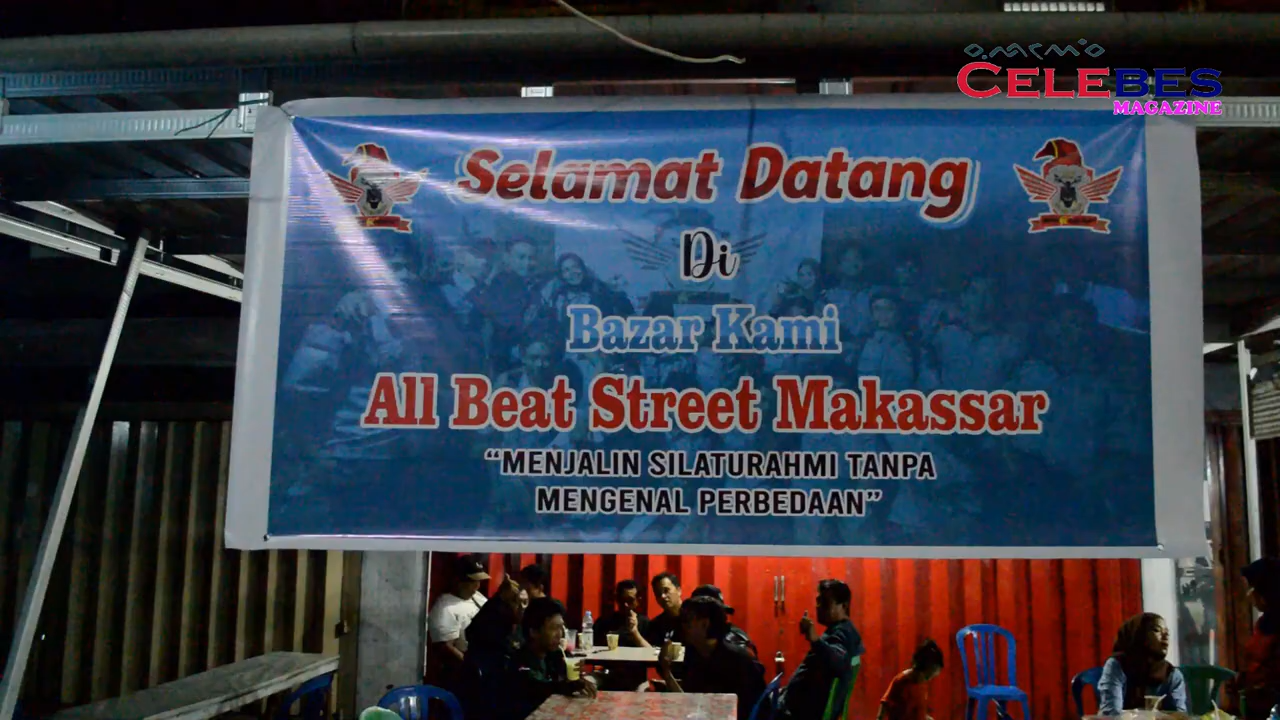 CELEBES
MAGAZINE
Selamat Datang
Di
Bazar Kami
All Beat Street Makassar
“MENJALIN SILATURAHMI TANPA
MENGENAL PERBEDAAN”